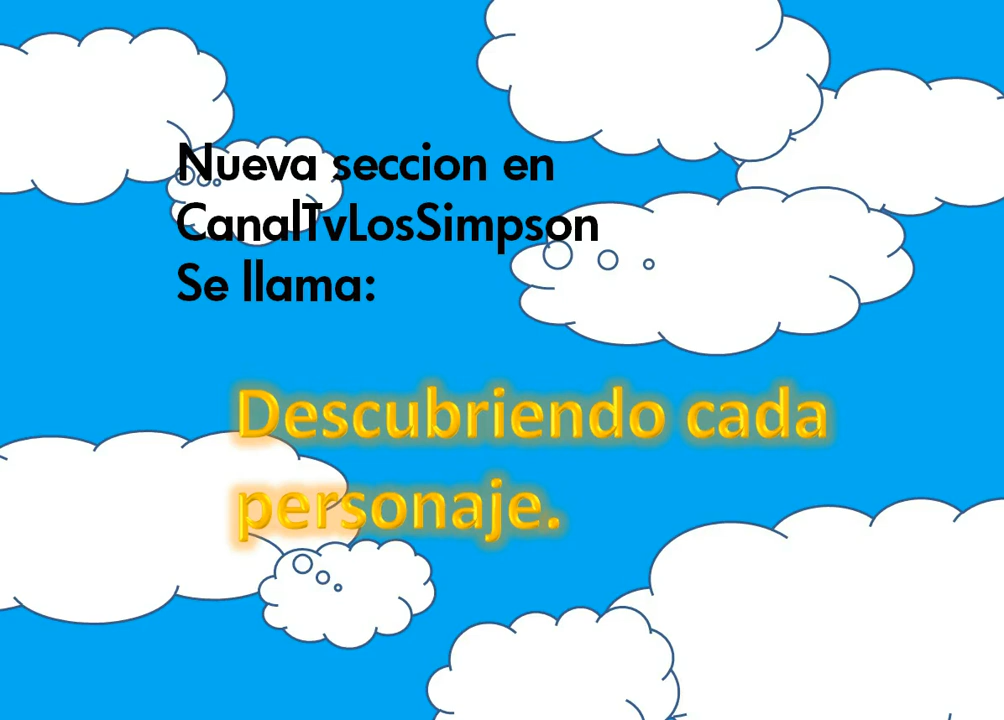 Nueva seccion en
CanalTvLosSimpson
Se llama:
Descubriendo cada
personaje.